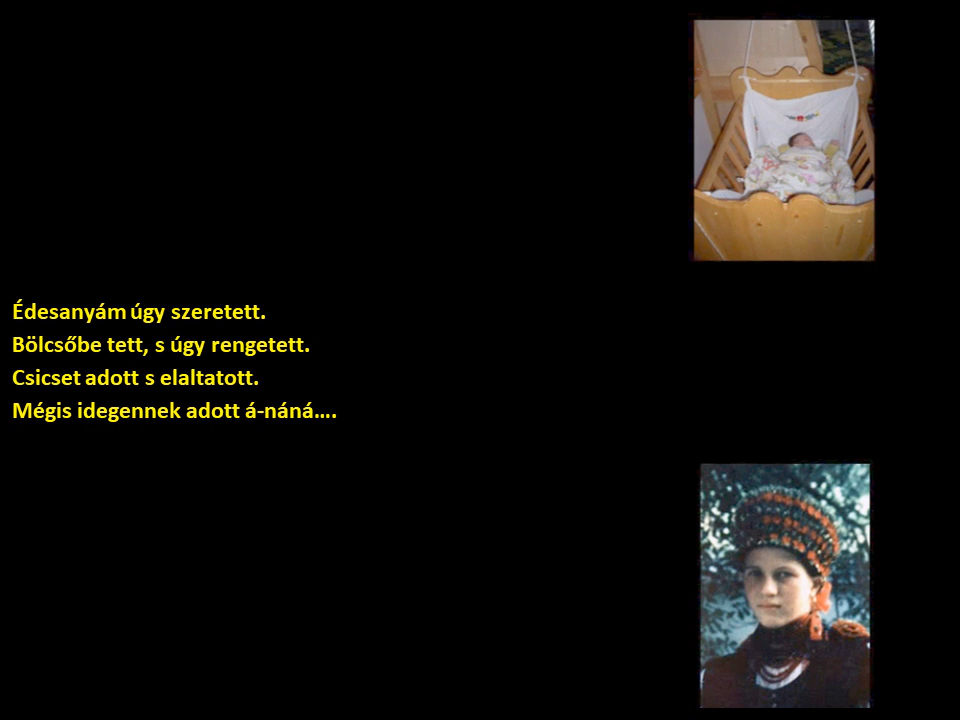 Édesanyám úgy szeretett.
Bölcsőbe tett, s úgy rengetett.
Csicset adott s elaltatott.
Mégis idegennek adott á-náná….